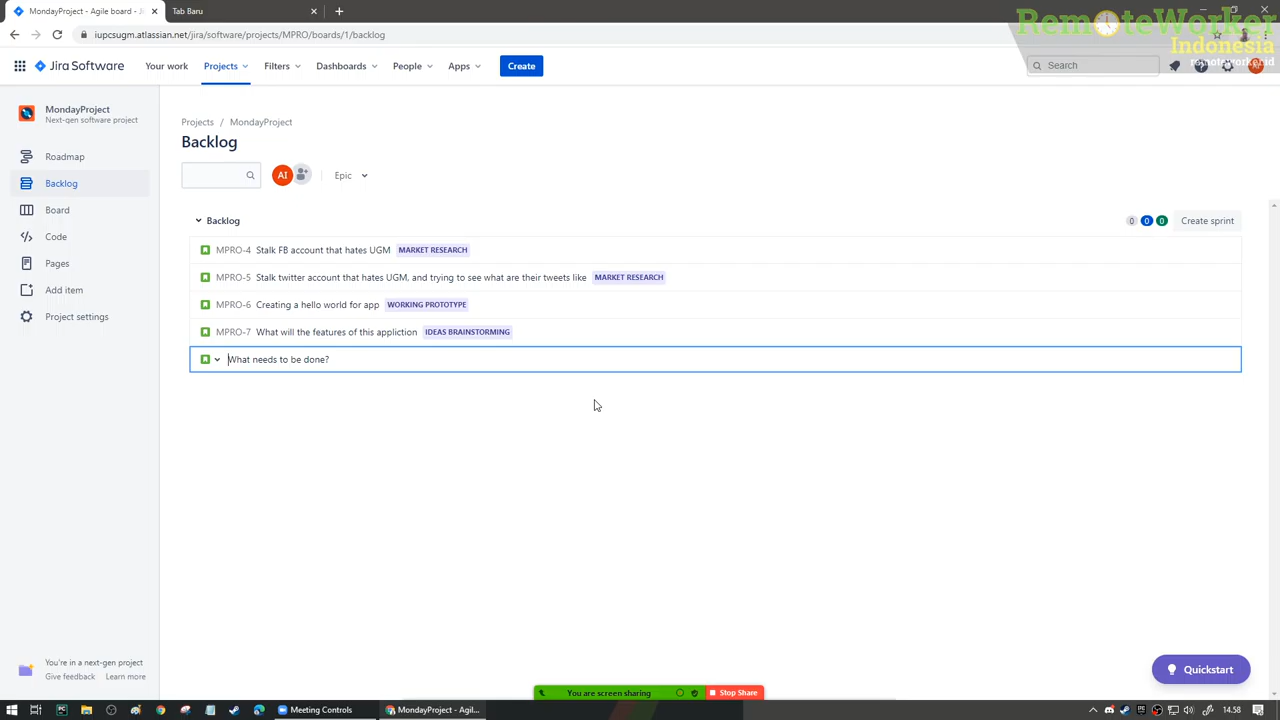 MondayProject - Agile board -
Tab Baru
iupcsugm.atlassian.net/jira/software/projects/MPRO/boards/1/backlog
RemoteWorker
Indonesia
remoteworker.id
Jira Software
Your work
Projects
Filters
Dashboards
People
Apps
Create
Search
MondayProject
Next-gen software project
Projects / MondayProject
Backlog
Roadmap
Backlog
Board
Code
Pages
Add item
Project settings
AI
Epic
Backlog
0 0 0
Create sprint
MPRO-4 Stalk FB account that hates UGM MARKET RESEARCH
MPRO-5 Stalk twitter account that hates UGM, and trying to see what are their tweets like MARKET RESEARCH
MPRO-6 Creating a hello world for app WORKING PROTOTYPE
MPRO-7 What will the features of this appliction IDEAS BRAINSTORMING
What needs to be done?
You're in a next-gen project
Give feedback Learn more
Quickstart
You are screen sharing
Stop Share
Meeting Controls
MondayProject - Agil...
14.58